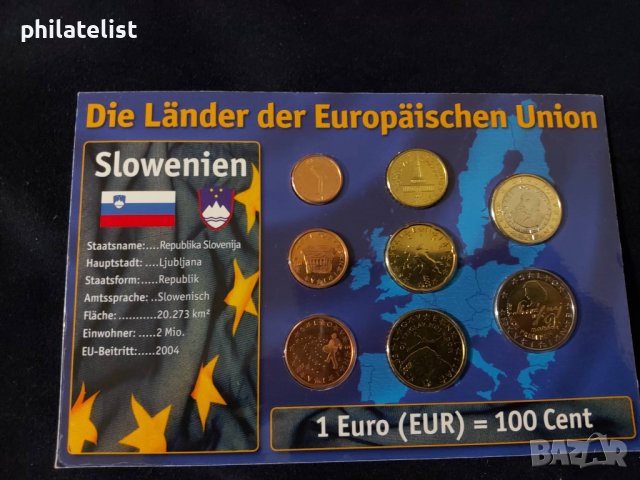 philatelist
Die Länder der Europäischen Union
Slowenien
Staatsname:....Republika Slovenija
Hauptstadt: ....Ljubljana
Staatsform:.....Republik
Amtssprache: ..Slowenisch
Fläche: ...........20.273 km²
Einwohner: .....2 Mio.
EU-Beitritt:.....2004
1 Euro (EUR) = 100 Cent
BAZAR